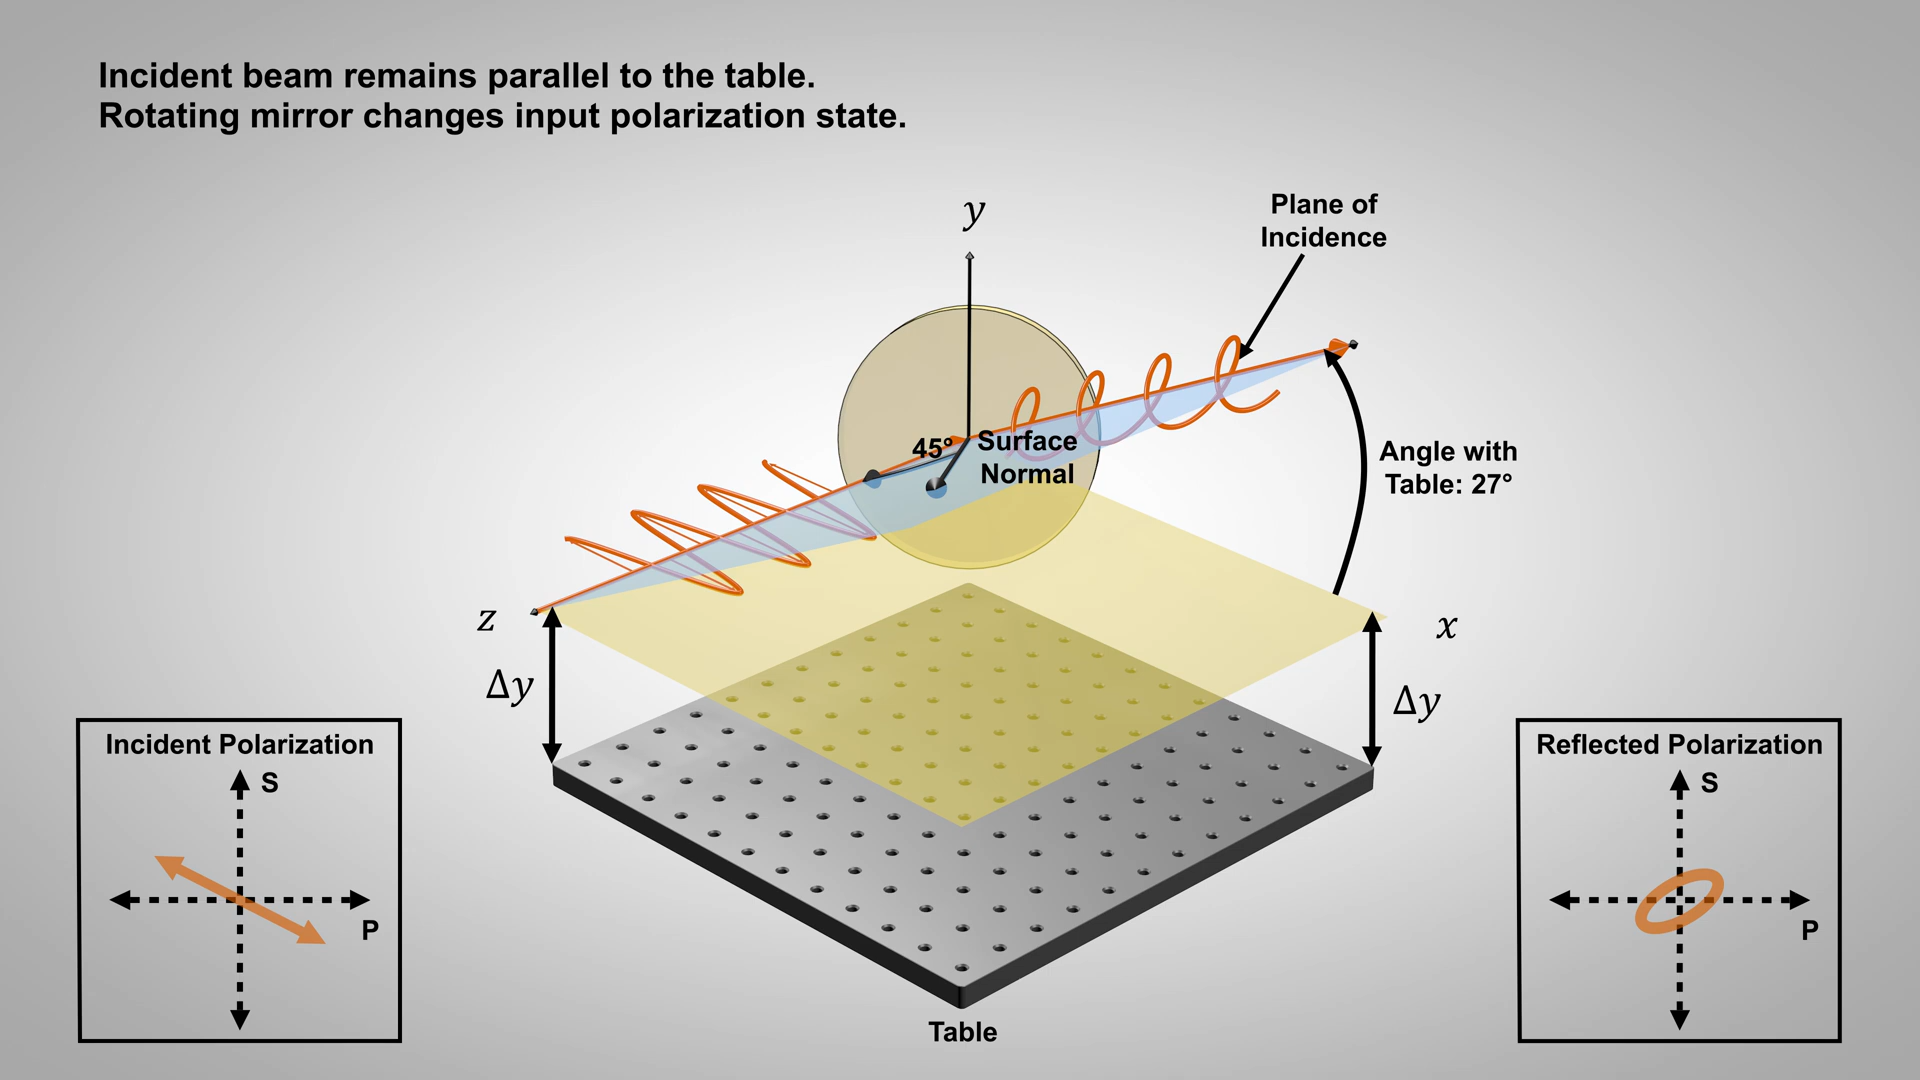 Incident beam remains parallel to the table.
Rotating mirror changes input polarization state.
y
Plane of
Incidence
45°
Surface
Normal
Angle with
Table: 27°
z
x
Δy
Δy
Incident Polarization
S
P
Reflected Polarization
S
P
Table